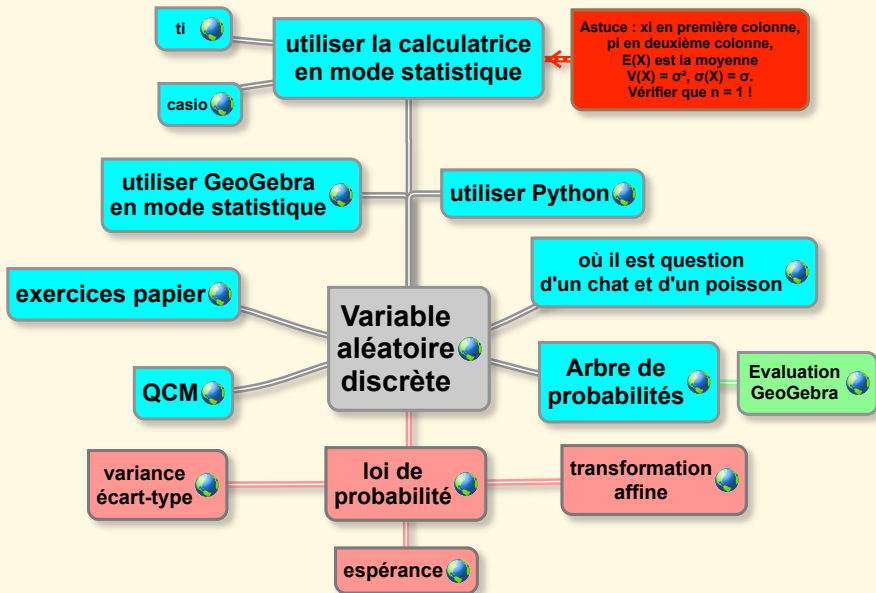 ti
utiliser la calculatrice
en mode statistique
Astuce : xi en première colonne,
pi en deuxième colonne,
E(X) est la moyenne
V(X) = σ², σ(X) = σ.
Vérifier que n = 1 !
casio
utiliser GeoGebra
en mode statistique
utiliser Python
où il est question
d'un chat et d'un poisson
exercices papier
Variable
aléatoire
discrète
QCM
Arbre de
probabilités
Evaluation
GeoGebra
variance
écart-type
loi de
probabilité
transformation
affine
espérance